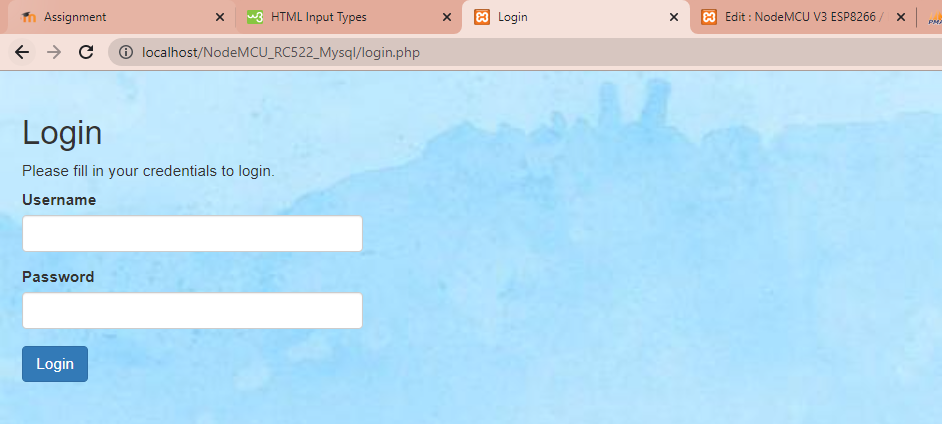 Assignment
HTML Input Types
Login
Edit : NodeMCU V3 ESP8266 /
PMA
localhost/NodeMCU_RC522_Mysql/login.php
Login
Please fill in your credentials to login.
Username
Password
Login